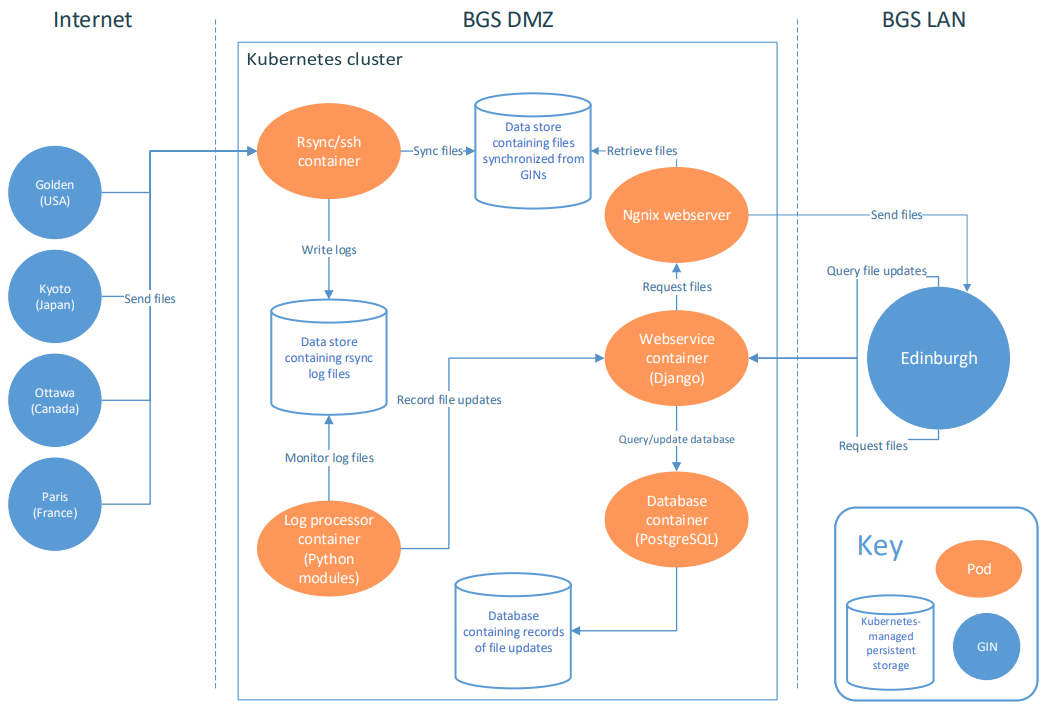 Internet
BGS DMZ
BGS LAN
Kubernetes cluster
Rsync/ssh
container
Sync files
Data store
containing files
synchronized from
GINs
Retrieve files
Golden
(USA)
Ngnix webserver
Send files
Write logs
Kyoto
(Japan)
Send files
Request files
Query file updates
Data store
containing rsync
log files
Webservice
container
(Django)
Edinburgh
Ottawa
(Canada)
Record file updates
Query/update database
Request files
Monitor log files
Paris
(France)
Log processor
container
(Python
modules)
Database
container
(PostgreSQL)
Database
containing records
of file updates
Key
Pod
Kubernetes-
managed
persistent
storage
GIN